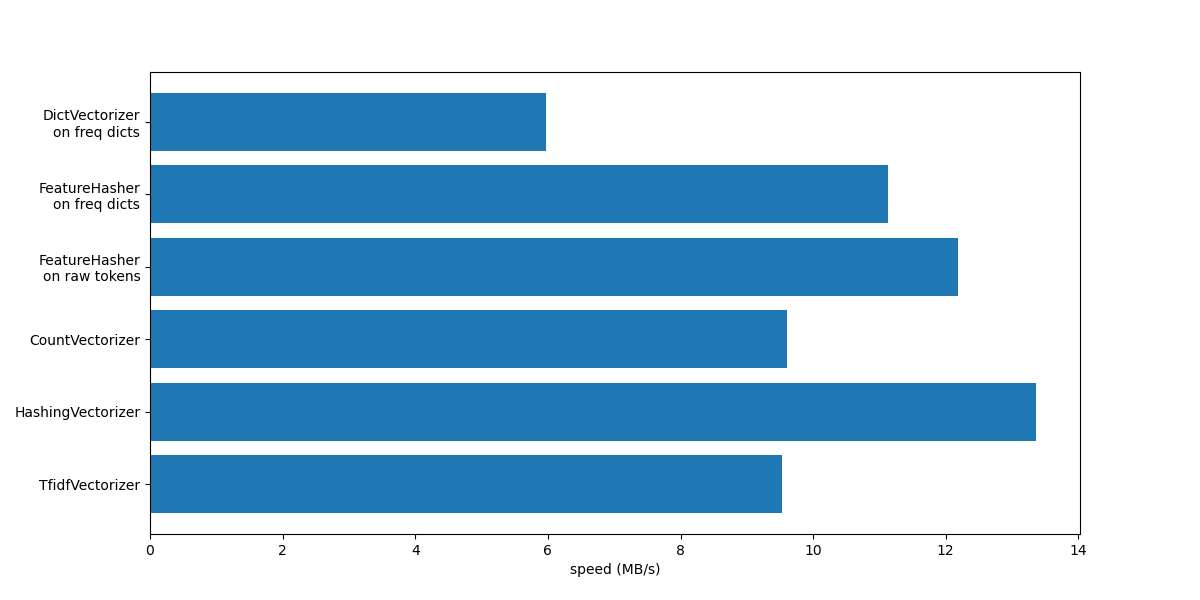 DictVectorizer
on freq dicts
FeatureHasher
on freq dicts
FeatureHasher
on raw tokens
CountVectorizer
HashingVectorizer
TfidfVectorizer
0 2 4 6 8 10 12 14
speed (MB/s)